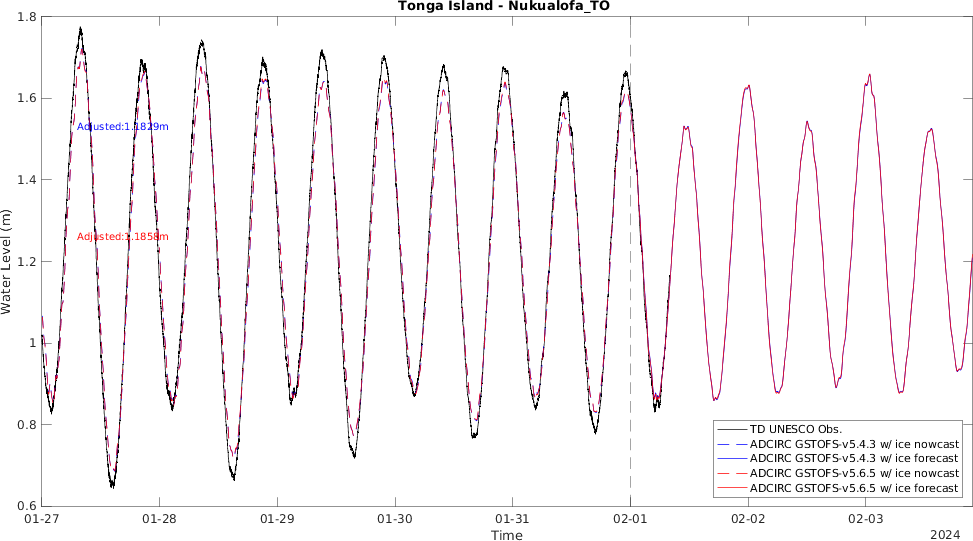 Tonga Island - Nukualofa_TO
1.8
1.6
1.4
1.2
1
0.8
0.6
Water Level (m)
Adjusted:1.1829m
Adjusted:1.1858m
TD UNESCO Obs.
ADCIRC GSTOFS-v5.4.3 w/ ice nowcast
ADCIRC GSTOFS-v5.4.3 w/ ice forecast
ADCIRC GSTOFS-v5.6.5 w/ ice nowcast
ADCIRC GSTOFS-v5.6.5 w/ ice forecast
01-27 01-28 01-29 01-30 01-31 02-01 02-02 02-03
Time
2024